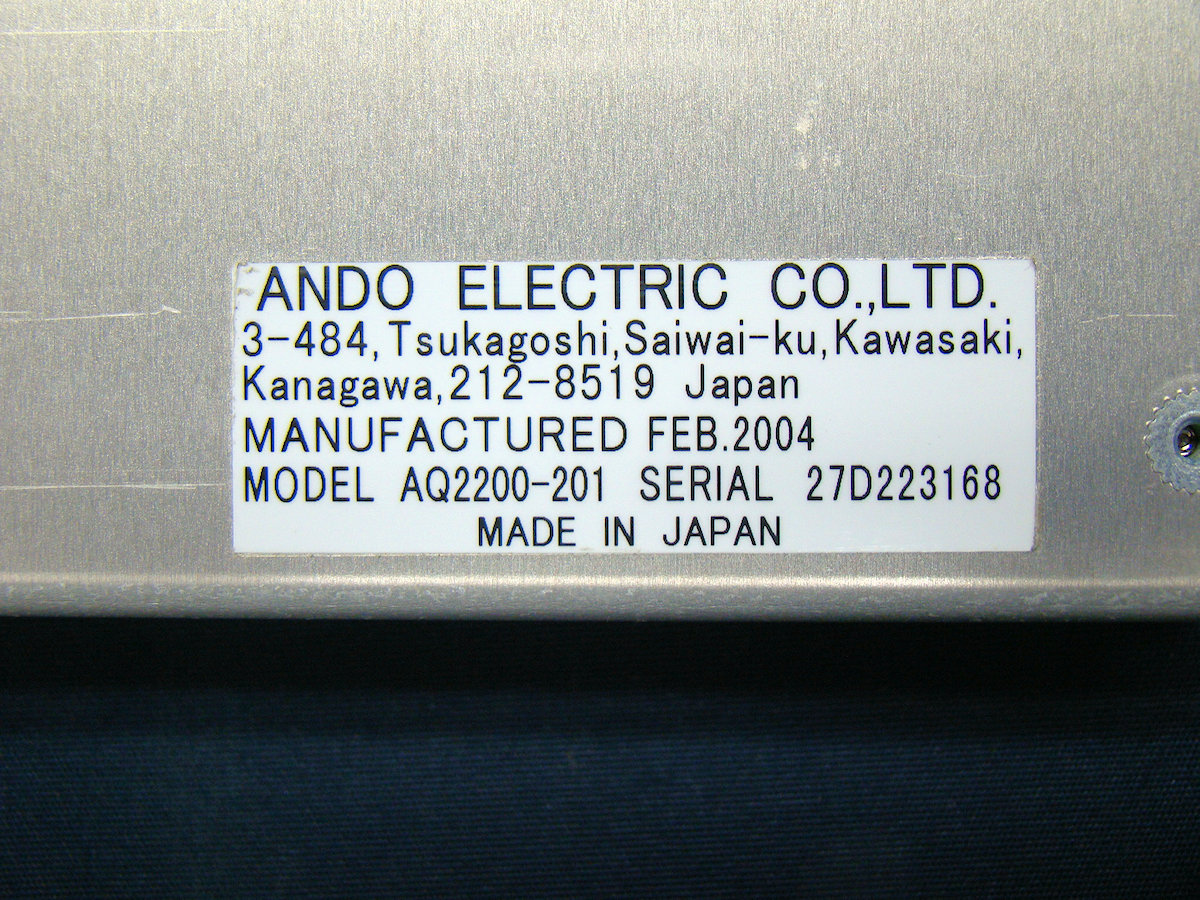 ANDO ELECTRIC CO.,LTD.
3-484,Tsukagoshi,Saiwai-ku,Kawasaki,
Kanagawa,212-8519 Japan
MANUFACTURED FEB.2004
MODEL AQ2200-201 SERIAL 27D223168
MADE IN JAPAN